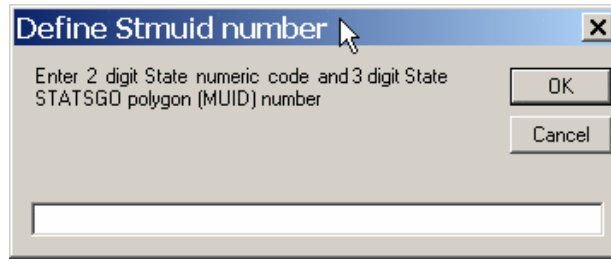 Define Stmuid number
Enter 2 digit State numeric code and 3 digit State
STATSGO polygon (MUID) number
OK
Cancel